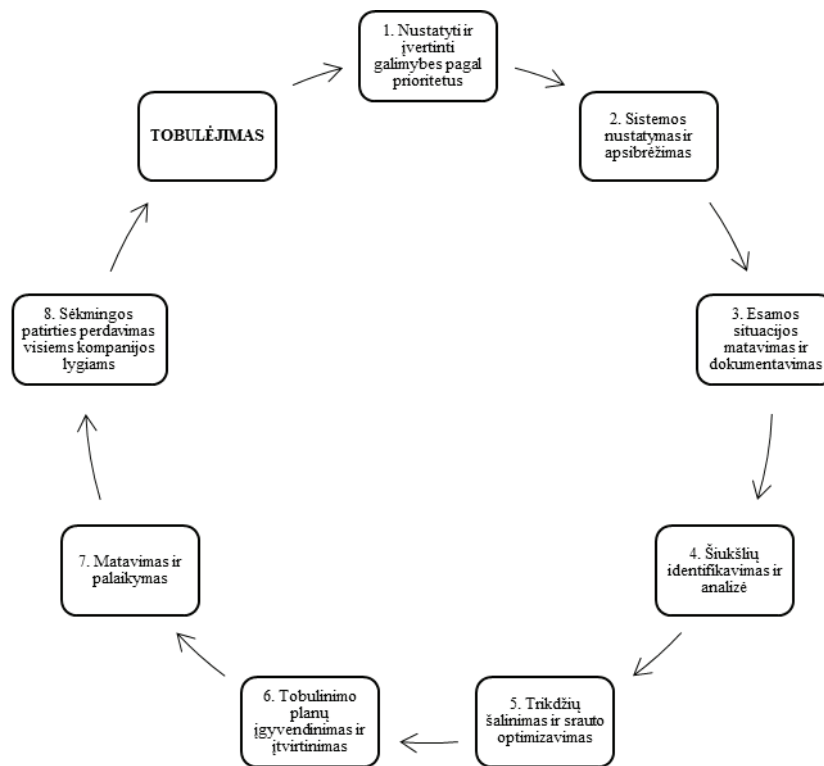 1. Nustatyti ir
įvertinti
galimybes pagal
prioritetus
2. Sistemos
nustatymas ir
apsibrėžimas
3. Esamos
situacijos
matavimas ir
dokumentavimas
4. Šiukšlių
identifikavimas ir
analizė
5. Trikdžių
šalinimas ir srauto
optimizavimas
6. Tobulinimo
planų
įgyvendinimas ir
įtvirtinimas
7. Matavimas ir
palaikymas
8. Sėkmingos
patirties perdavimas
visiems kompanijos
lygiams
TOBULĖJIMAS